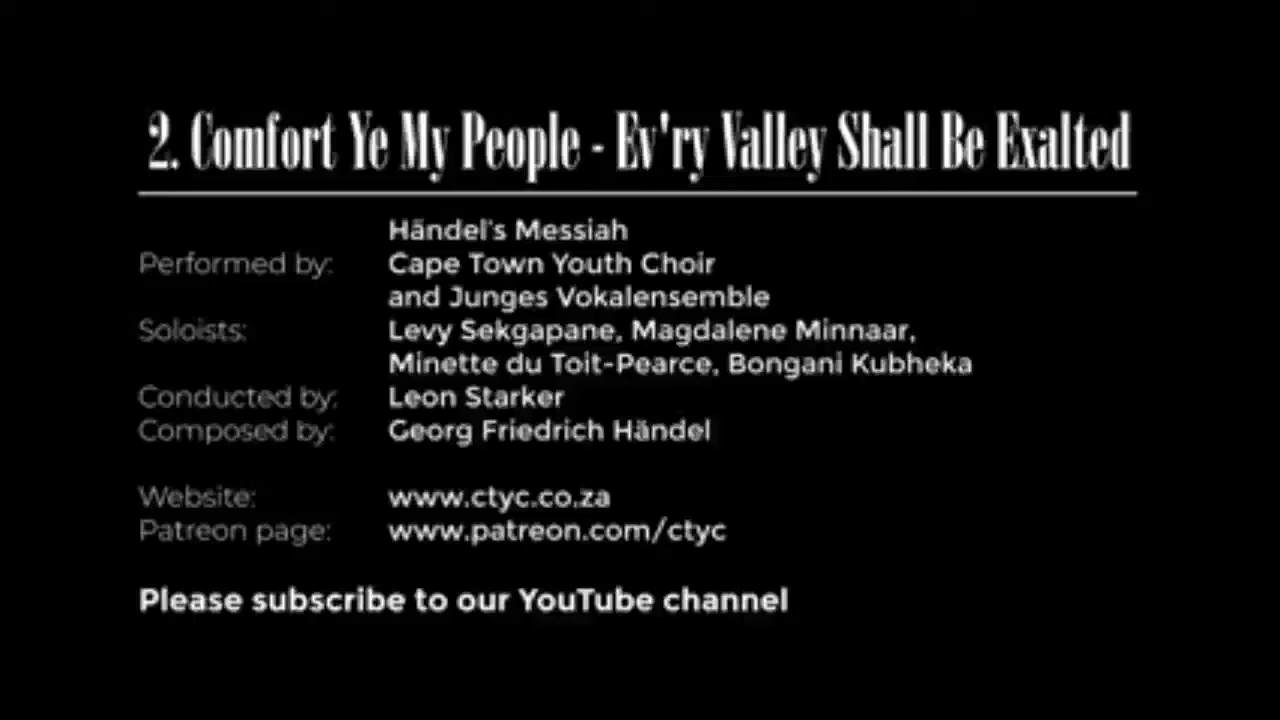 2. Comfort Ye My People - Ev'ry Valley Shall Be Exalted
Händel's Messiah
Performed by: Cape Town Youth Choir
and Junges Vokalensemble
Soloists: Levy Sekgapane, Magdalene Minnaar,
Minette du Toit-Pearce, Bongani Kubheka
Conducted by: Leon Starker
Composed by: Georg Friedrich Händel
Website: www.ctyc.co.za
Patreon page: www.patreon.com/ctyc
Please subscribe to our YouTube channel